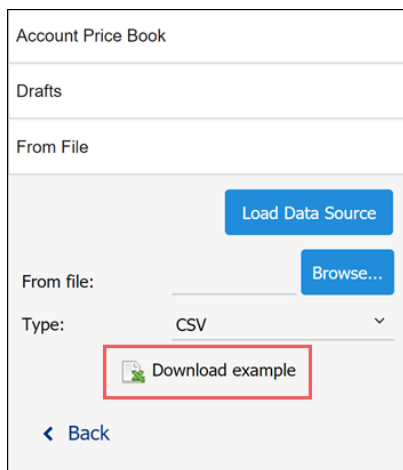 Account Price Book
Drafts
From File
Load Data Source
From file:
Browse...
Type:
CSV
Download example
Back